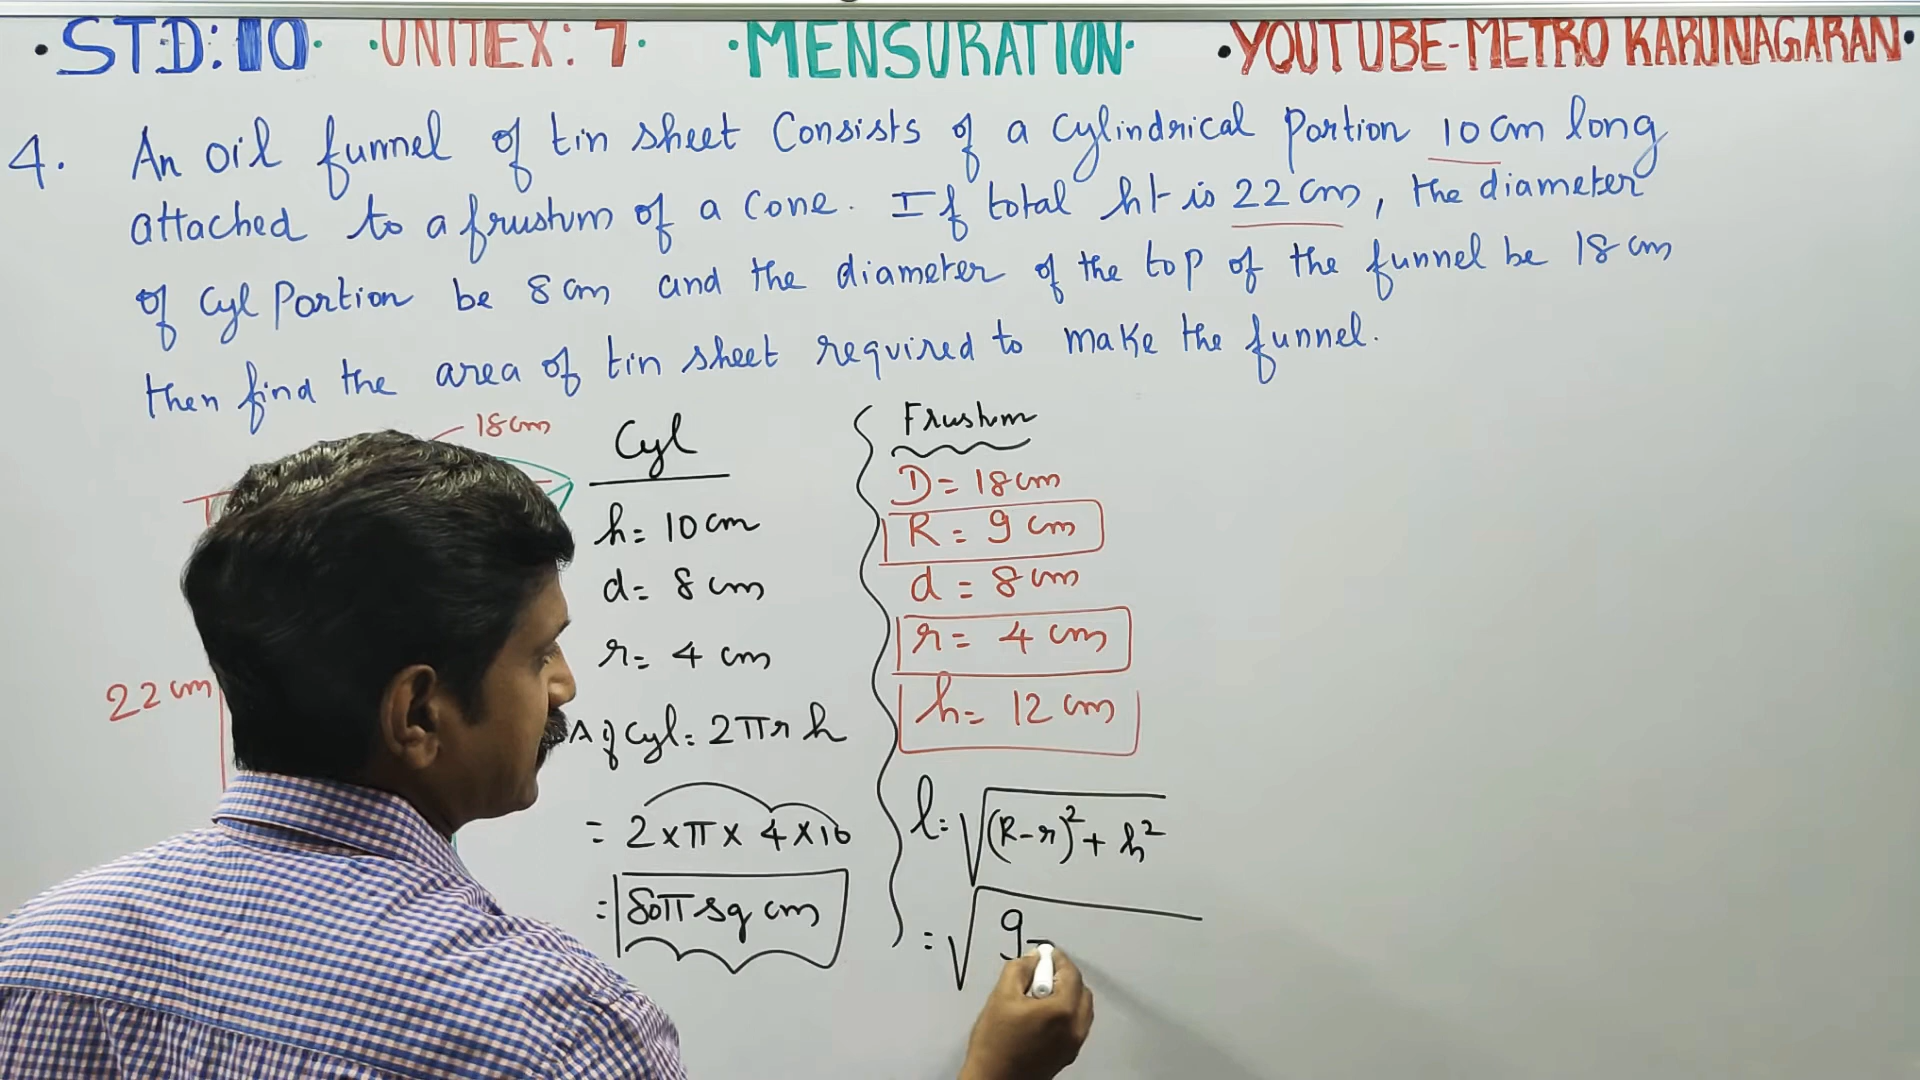 ·STD:10· ·UNIT EX: 7· ·MENSURATION· ·YOUTUBE-METRO KARUNAGARAN·
4. An oil funnel of tin sheet Consists of a cylindrical portion 10 cm long
attached to a frustum of a cone. If total ht is 22 cm, the diameter
of cyl portion be 8 cm and the diameter of the top of the funnel be 18 cm
then find the area of tin sheet required to make the funnel.
18 cm
22 cm
Cyl
h = 10 cm
d = 8 cm
r = 4 cm
A of cyl = 2πrh
= 2×π× 4×10
= 80π sq cm
Frustum
D = 18 cm
R = 9 cm
d = 8 cm
r = 4 cm
h = 12 cm
l = √(R-r)² + h²
= √9-